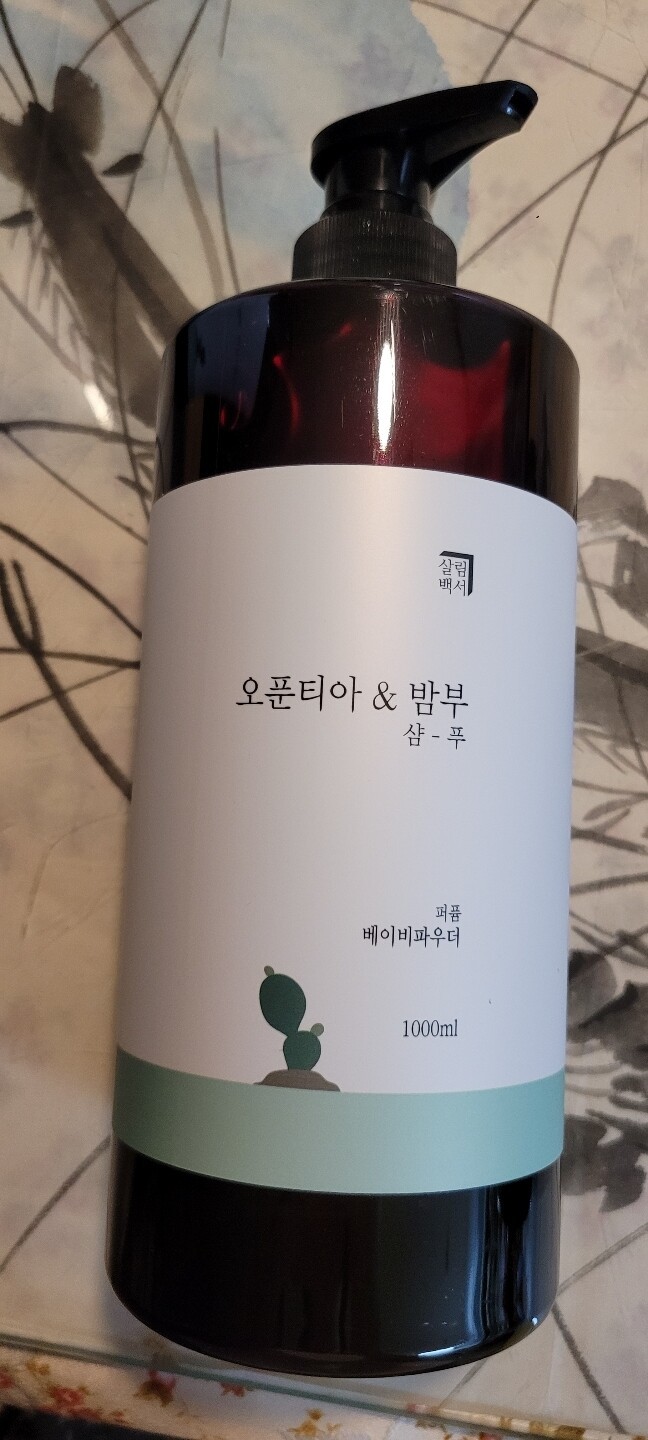 살림
백서
오푼티아 & 밤부
샴 - 푸
퍼퓸
베이비파우더
1000ml